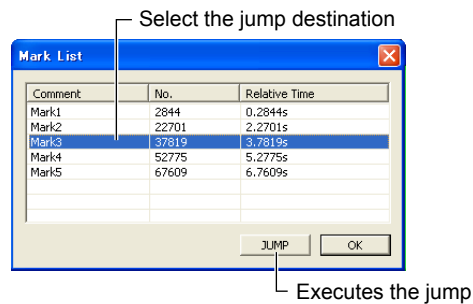 Select the jump destination
Mark List
Comment No. Relative Time
Mark1 2844 0.2844s
Mark2 22701 2.2701s
Mark3 37819 3.7819s
Mark4 52775 5.2775s
Mark5 67609 6.7609s
JUMP OK
Executes the jump